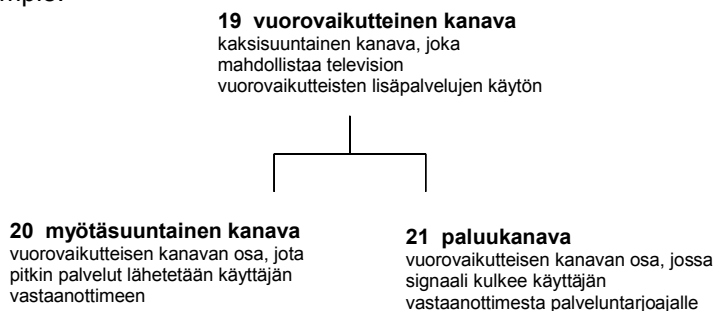 19 vuorovaikutteinen kanava
kaksisuuntainen kanava, joka
mahdollistaa television
vuorovaikutteisten lisäpalvelujen käytön
20 myötäsuuntainen kanava
vuorovaikutteisen kanavan osa, jota
pitkin palvelut lähetetään käyttäjän
vastaanottimeen
21 paluukanava
vuorovaikutteisen kanavan osa, jossa
signaali kulkee käyttäjän
vastaanottimesta palveluntarjoajalle